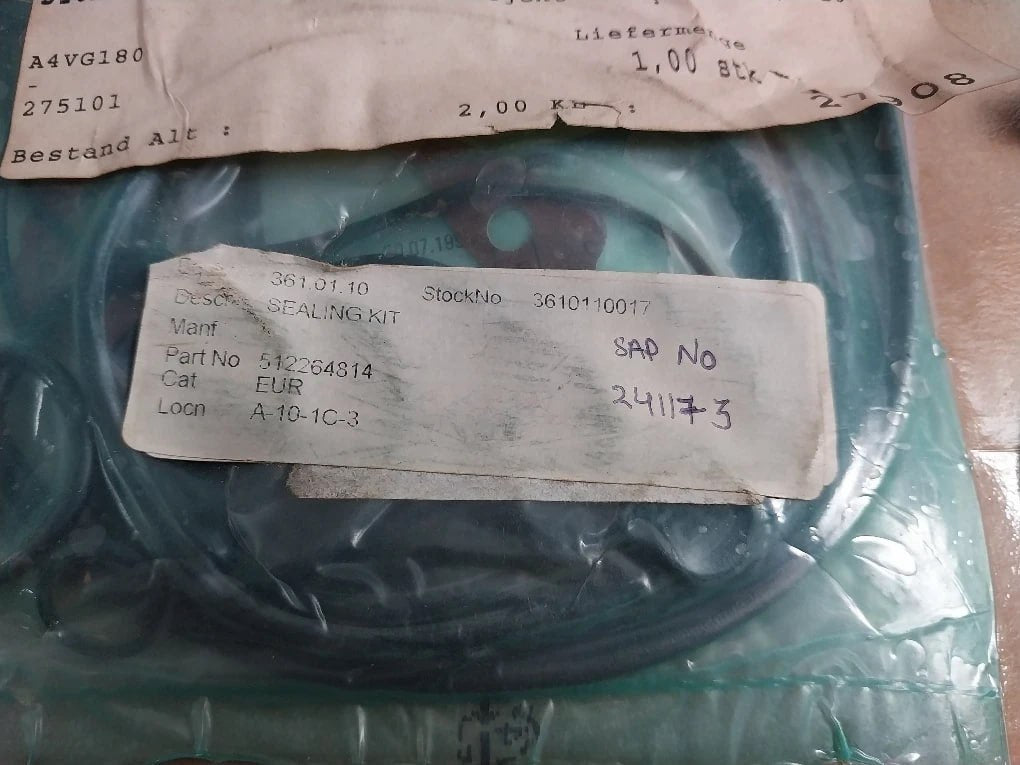 A4VG180
-
275101
Liefermenge
1,00 Stk
2,00
Bestand Alt :
361.01.10
StockNo 3610110017
Descr SEALING KIT
Manf
Part No 512264814
Cat EUR
Locn A-10-1C-3
SAP NO
241173